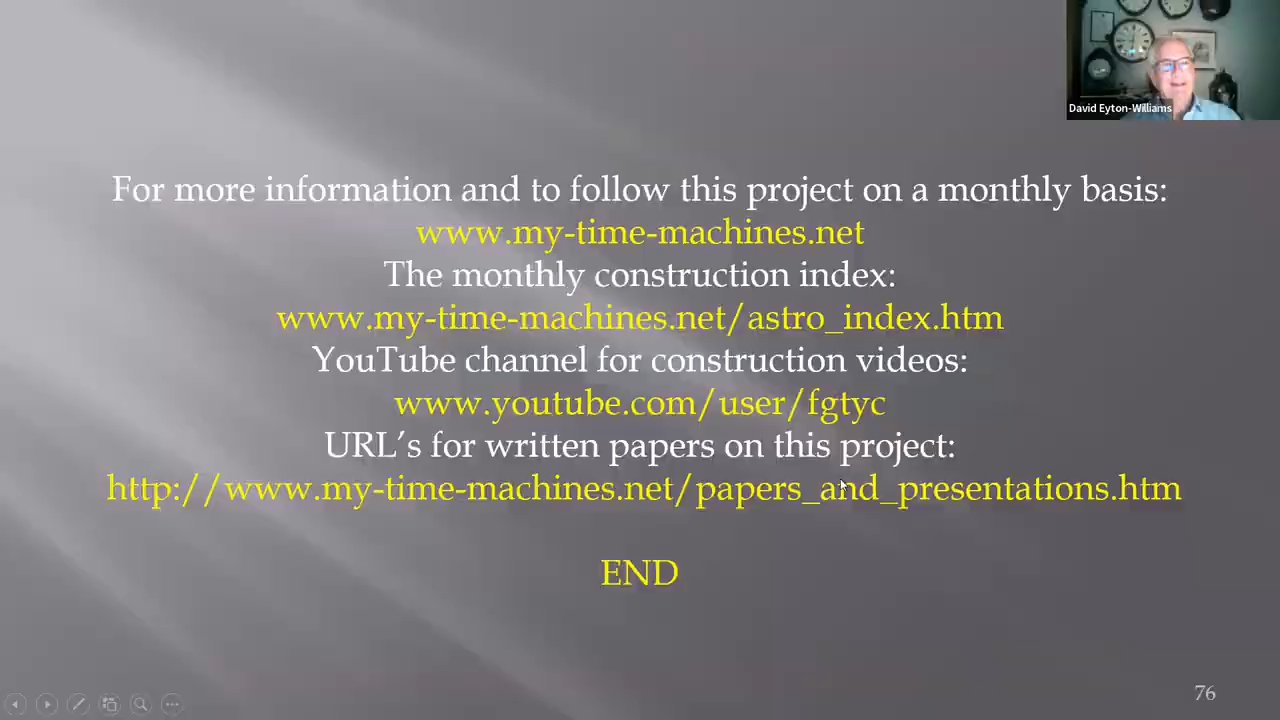 David Eyton-Williams
For more information and to follow this project on a monthly basis:
www.my-time-machines.net
The monthly construction index:
www.my-time-machines.net/astro_index.htm
YouTube channel for construction videos:
www.youtube.com/user/fgtyc
URL’s for written papers on this project:
http://www.my-time-machines.net/papers_and_presentations.htm
END
76